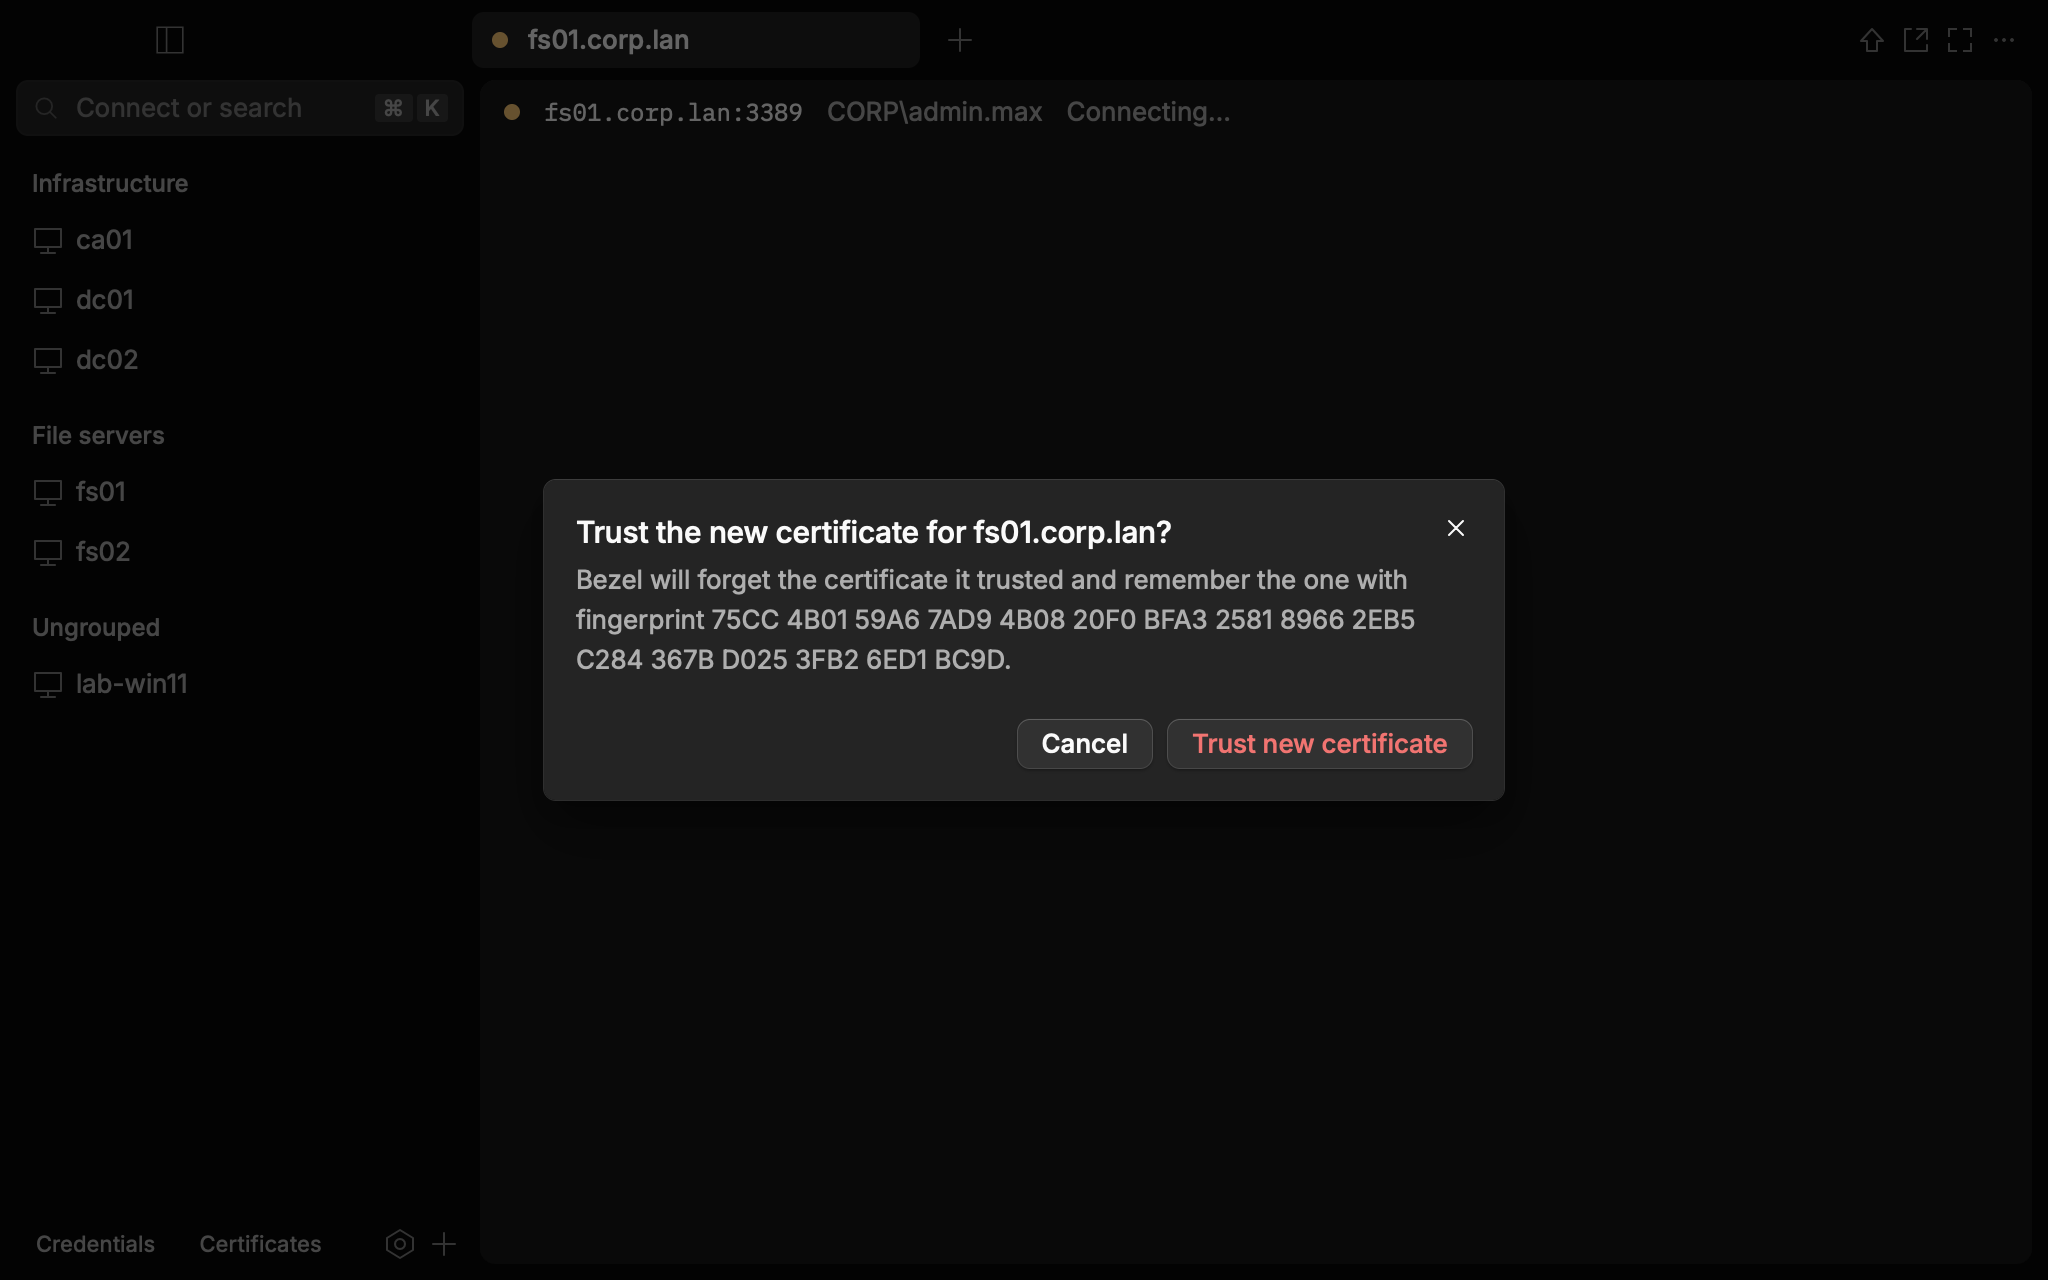 fs01.corp.lan
Connect or search ⌘ K
fs01.corp.lan:3389 CORP\admin.max Connecting...
Infrastructure
ca01
dc01
dc02
File servers
fs01
fs02
Ungrouped
lab-win11
Trust the new certificate for fs01.corp.lan?
Bezel will forget the certificate it trusted and remember the one with
fingerprint 75CC 4B01 59A6 7AD9 4B08 20F0 BFA3 2581 8966 2EB5
C284 367B D025 3FB2 6ED1 BC9D.
Cancel Trust new certificate
Credentials Certificates